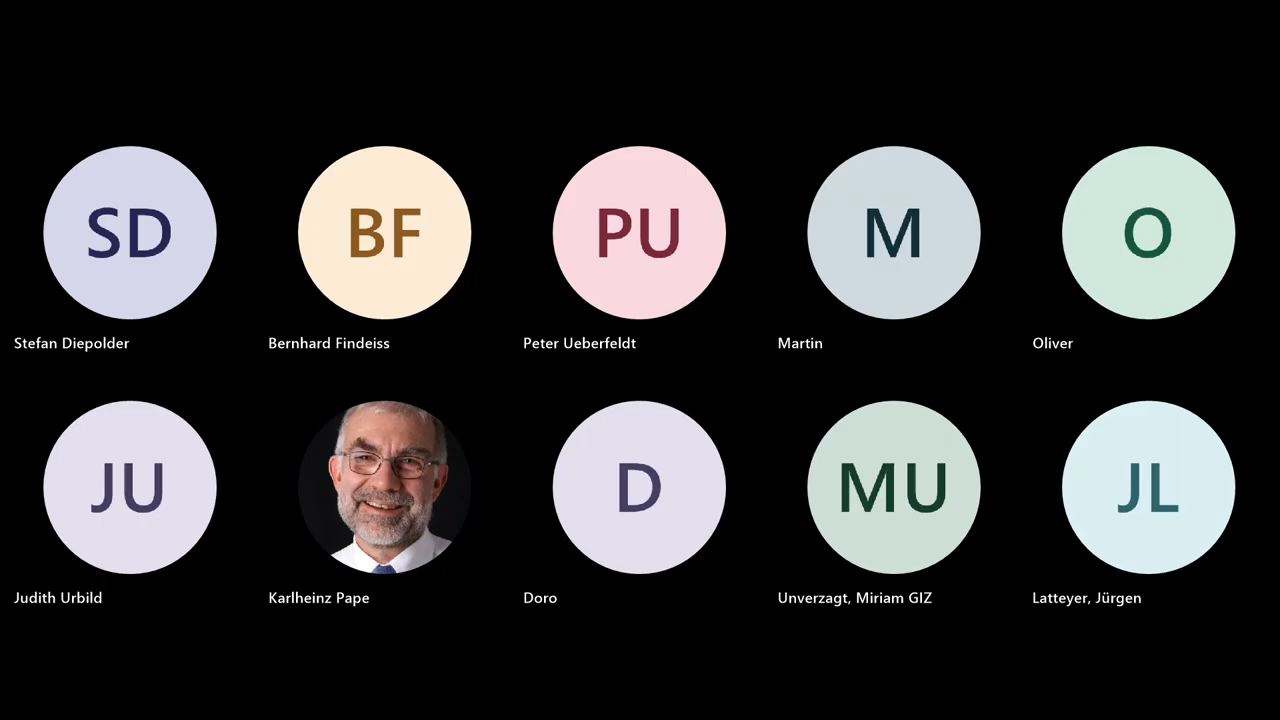 SD BF PU M O
Stefan Diepolder Bernhard Findeiss Peter Ueberfeldt Martin Oliver
JU D MU JL
Judith Urbild Karlheinz Pape Doro Unverzagt, Miriam GIZ Latteyer, Jürgen